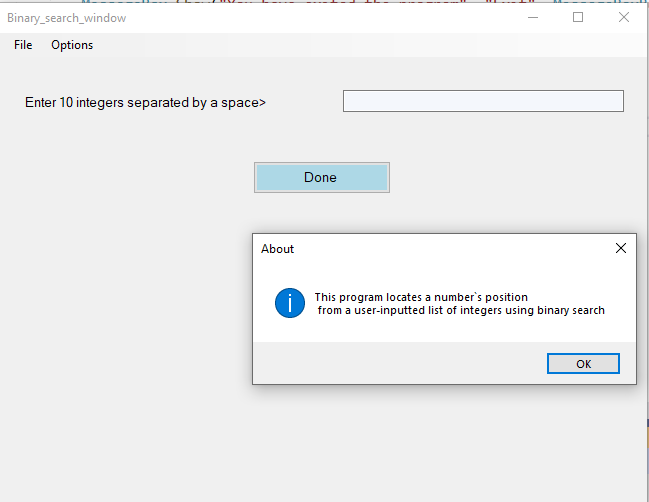 Binary_search_window
File Options
Enter 10 integers separated by a space>
Done
About
This program locates a number`s position
from a user-inputted list of integers using binary search
OK